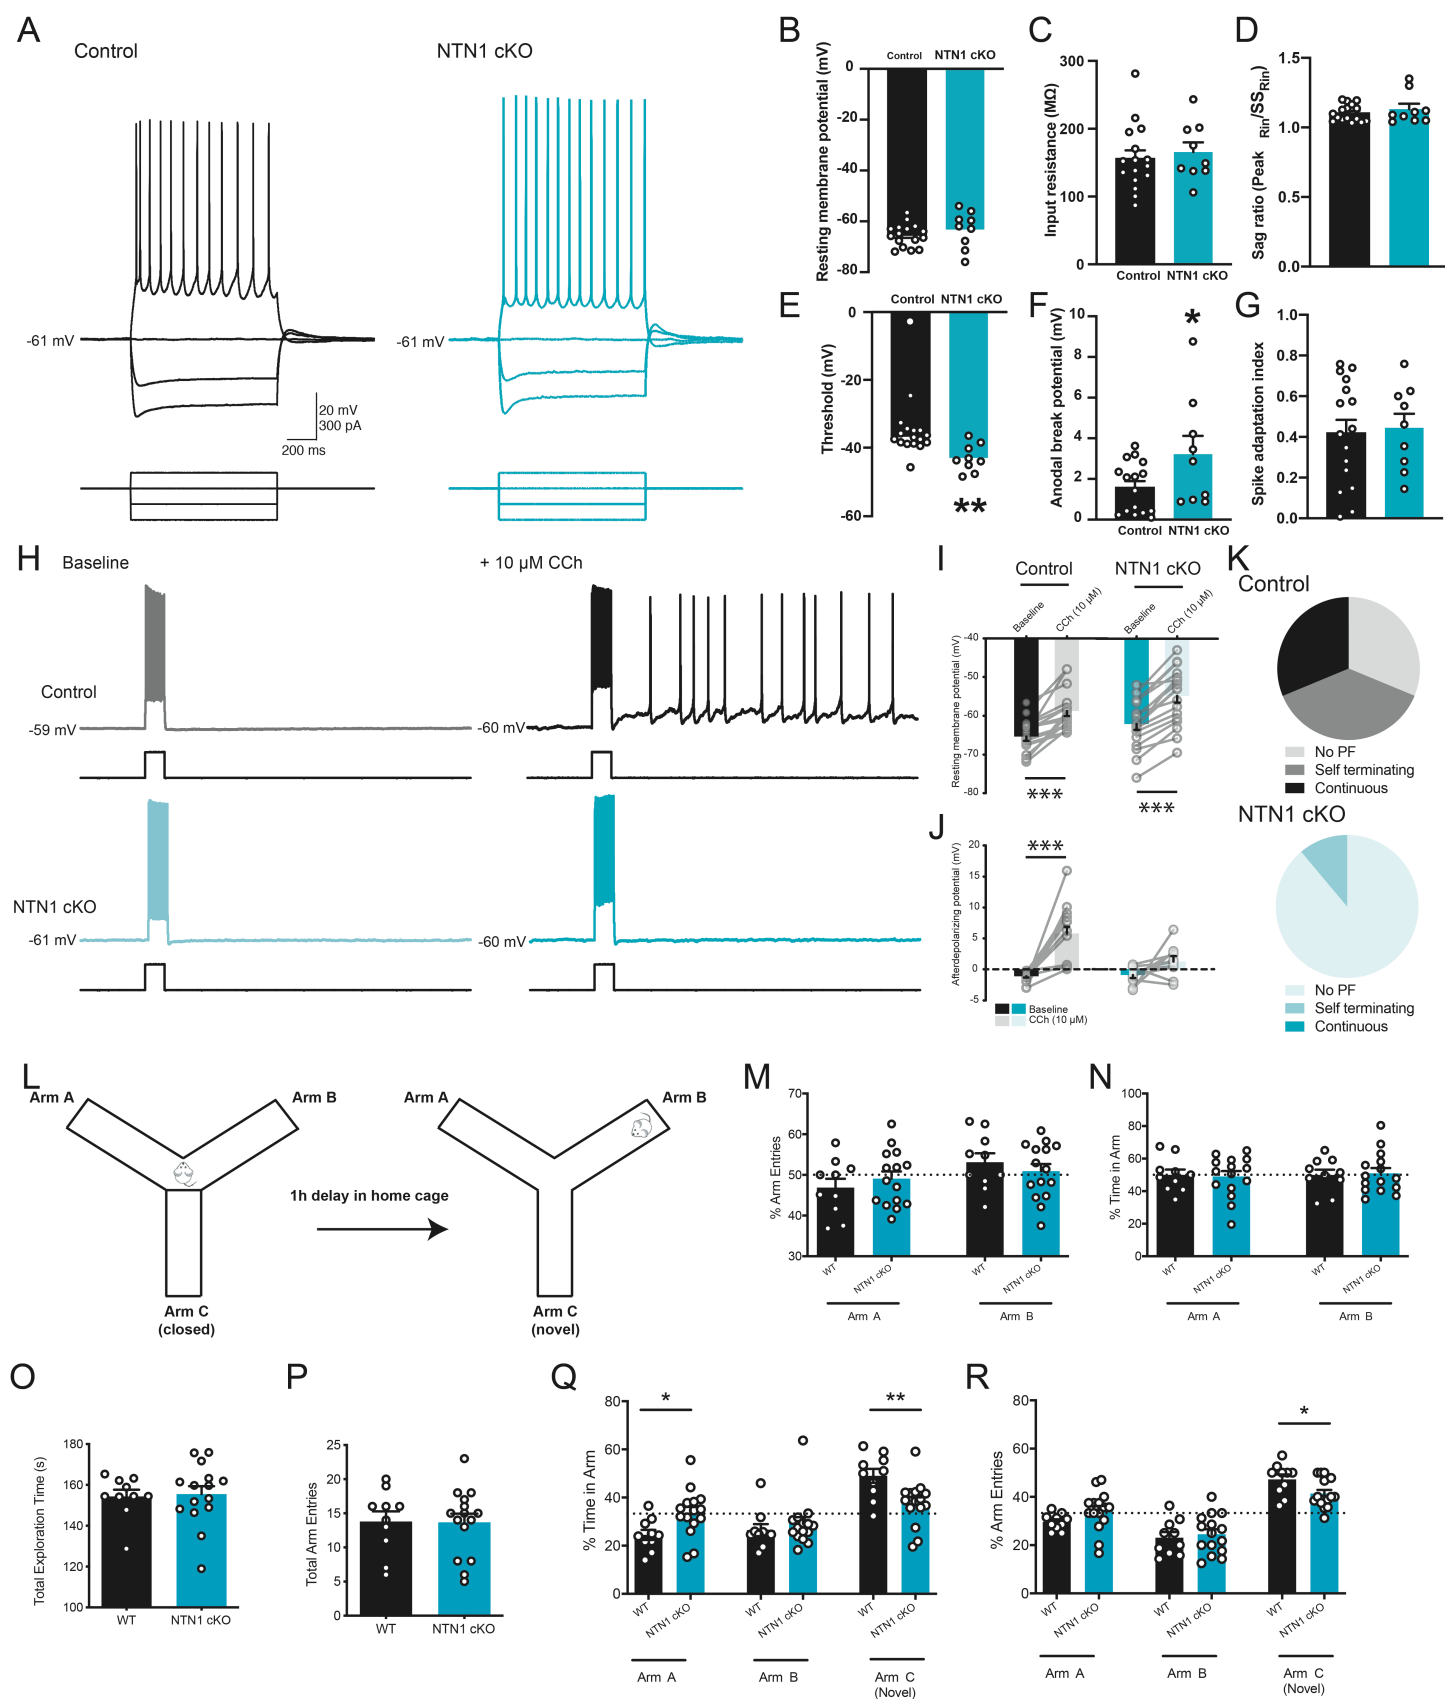 A
Control
NTN1 cKO
-61 mV
-61 mV
20 mV
300 pA
200 ms
B
Resting membrane potential (mV)
Control
NTN1 cKO
0
-20
-40
-60
-80
C
Input resistance (MΩ)
300
200
100
0
Control
NTN1 cKO
D
Sag ratio (Peak Rin/SSRin)
1.5
1.0
0.5
0.0
E
Threshold (mV)
Control
NTN1 cKO
0
-20
-40
-60
**
F
Anodal break potential (mV)
10
8
6
4
2
0
*
Control
NTN1 cKO
G
Spike adaptation index
1.0
0.8
0.6
0.4
0.2
0.0
H
Baseline
+ 10 µM CCh
Control
-59 mV
-60 mV
NTN1 cKO
-61 mV
-60 mV
I
Control
NTN1 cKO
Baseline
CCh (10 µM)
Baseline
CCh (10 µM)
Resting membrane potential (mV)
-40
-50
-60
-70
-80
***
***
J
Afterdepolarizing potential (mV)
20
15
10
5
0
-5
***
Baseline
CCh (10 µM)
K
Control
No PF
Self terminating
Continuous
NTN1 cKO
No PF
Self terminating
Continuous
L
Arm A
Arm B
Arm C
(closed)
1h delay in home cage
Arm A
Arm B
Arm C
(novel)
M
% Arm Entries
70
60
50
40
30
WT
NTN1 cKO
WT
NTN1 cKO
Arm A
Arm B
N
% Time in Arm
100
80
60
40
20
0
WT
NTN1 cKO
WT
NTN1 cKO
Arm A
Arm B
O
Total Exploration Time (s)
180
160
140
120
100
WT
NTN1 cKO
P
Total Arm Entries
25
20
15
10
5
0
WT
NTN1 cKO
Q
% Time in Arm
80
60
40
20
0
*
**
WT
NTN1 cKO
WT
NTN1 cKO
WT
NTN1 cKO
Arm A
Arm B
Arm C
(Novel)
R
% Arm Entries
80
60
40
20
0
*
WT
NTN1 cKO
WT
NTN1 cKO
WT
NTN1 cKO
Arm A
Arm B
Arm C
(Novel)